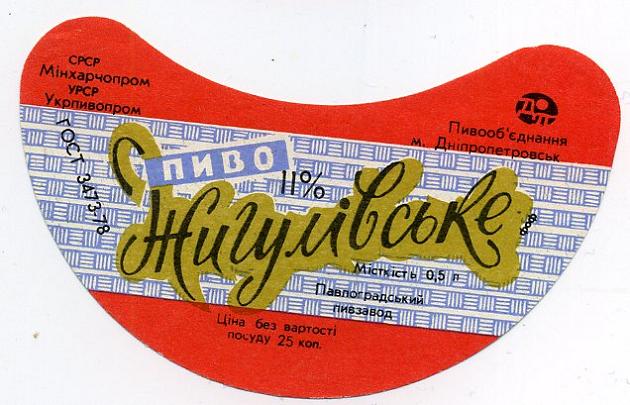 СРСР
Мінхарчопром
УРСР
Укрпивопром
ГОСТ 3473-78
Пивооб'єднання
м. Дніпропетровськ
ПИВО
11%
Жигулівське
Місткість 0,5 л
Павлоградський
пивзавод
Ціна без вартості
посуду 25 коп.